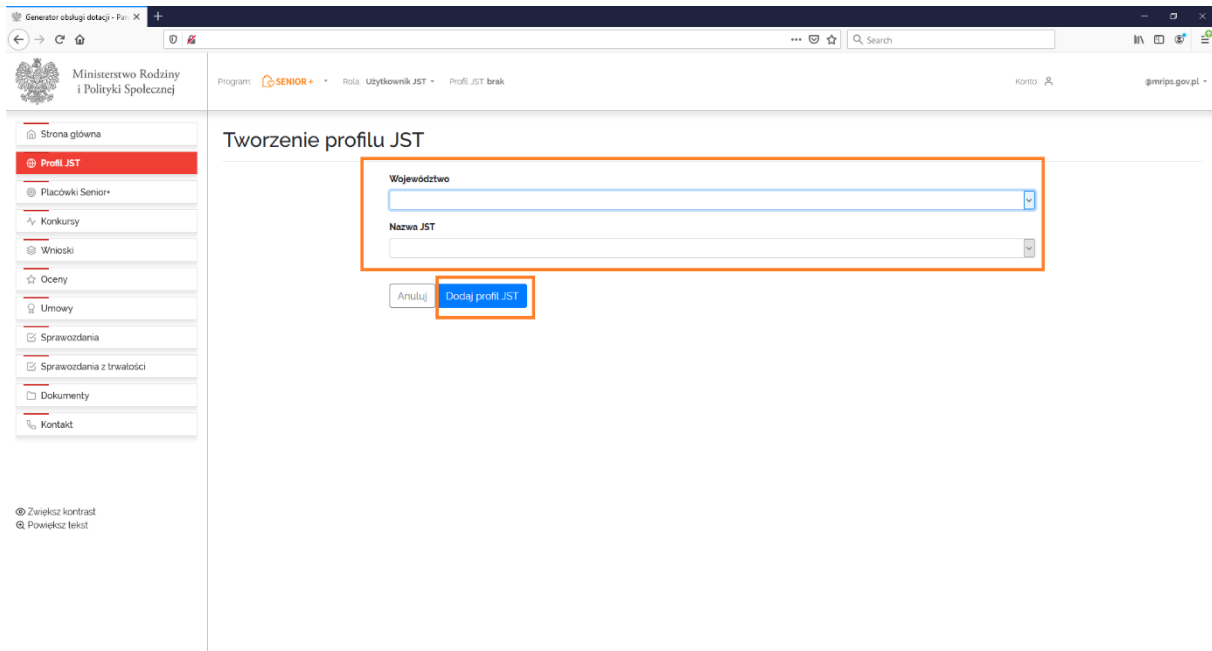 Generator obsługi dotacji - Pan
Search
Ministerstwo Rodziny
i Polityki Społecznej
Program: SENIOR+ Rola: Użytkownik JST Profil JST: brak
Konto: @mrips.gov.pl
Strona główna
Profil JST
Placówki Senior+
Konkursy
Wnioski
Oceny
Umowy
Sprawozdania
Sprawozdania z trwałości
Dokumenty
Kontakt
Zwiększ kontrast
Powiększ tekst
Tworzenie profilu JST
Województwo
Nazwa JST
Anuluj Dodaj profil JST